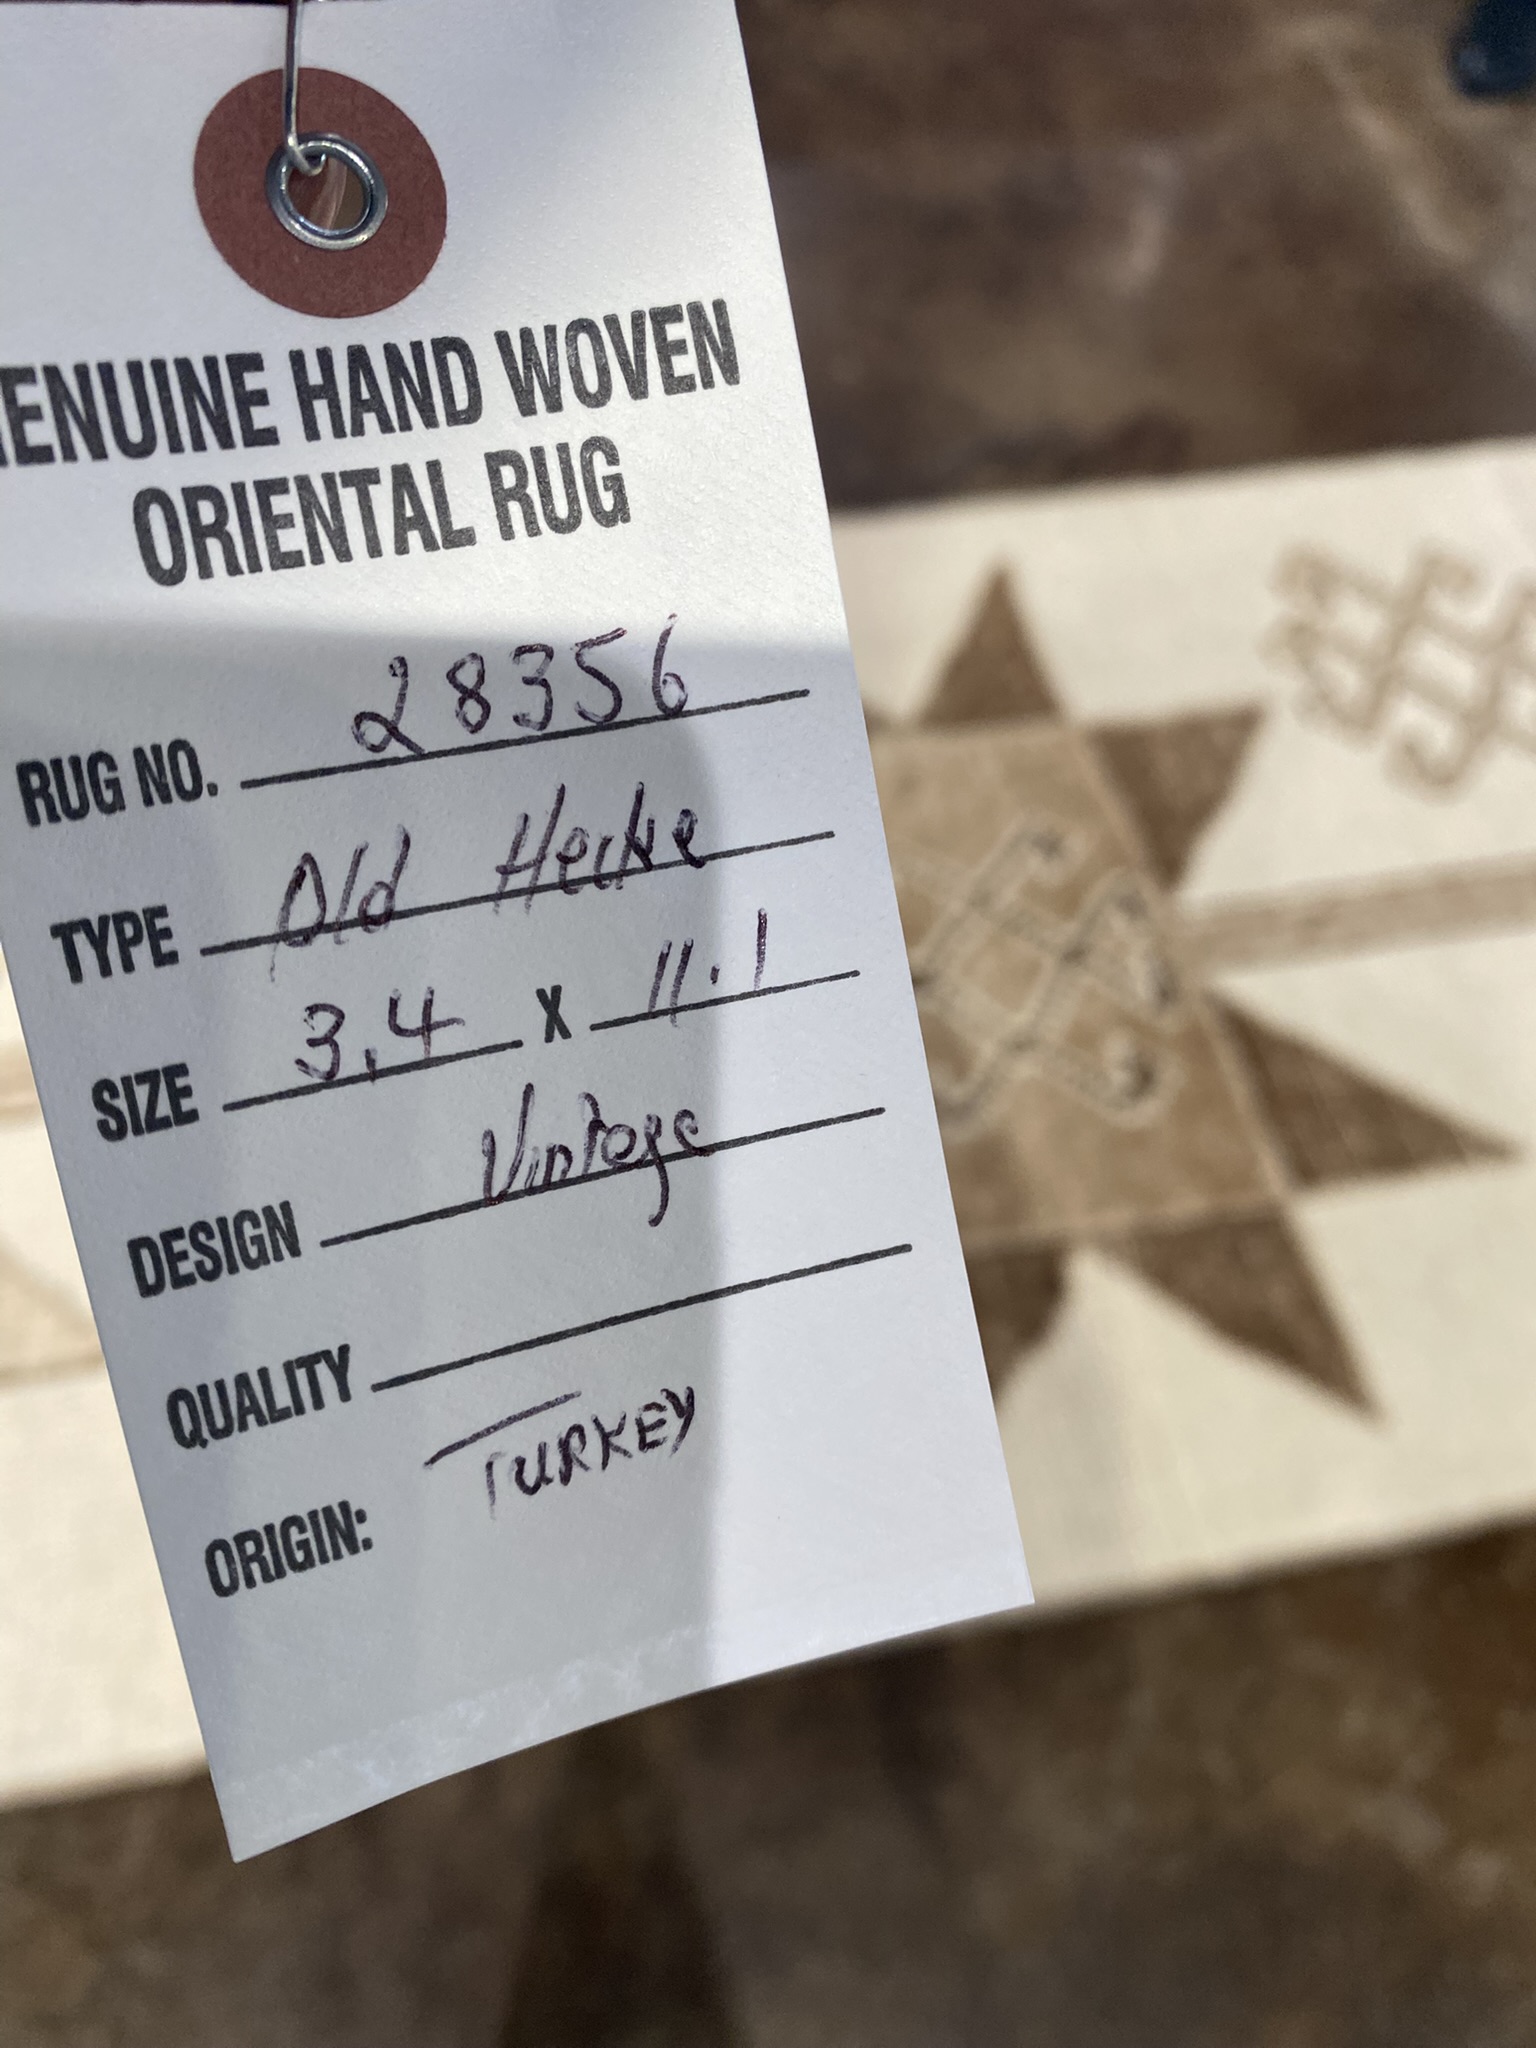 ENUINE HAND WOVEN
ORIENTAL RUG
RUG NO. 28356
TYPE Old
SIZE 3.4 X 11.1
DESIGN Vintage
QUALITY
ORIGIN: TURKEY